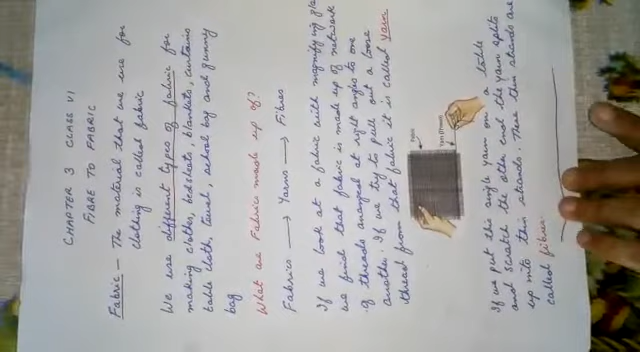 CHAPTER 3 CLASS VI
FIBRE TO FABRIC
Fabric – The material that we use for
clothing is called fabric
We use different types of fabric for
making clothes, bedsheets, blankets, curtains
table cloth, towel, school bag and gunny
bag
What are Fabrics made up of?
Fabrics → Yarns → Fibres
If we look at a fabric with magnifying
we find that fabric is made up of network
of threads arranged at right angles to one
another. If we try to pull out a loose
thread from that fabric it is called yarn
If we put this single yarn on a table
and scratch the other end the yarn splits
up into thin strands. These thin strands are
called fibres.